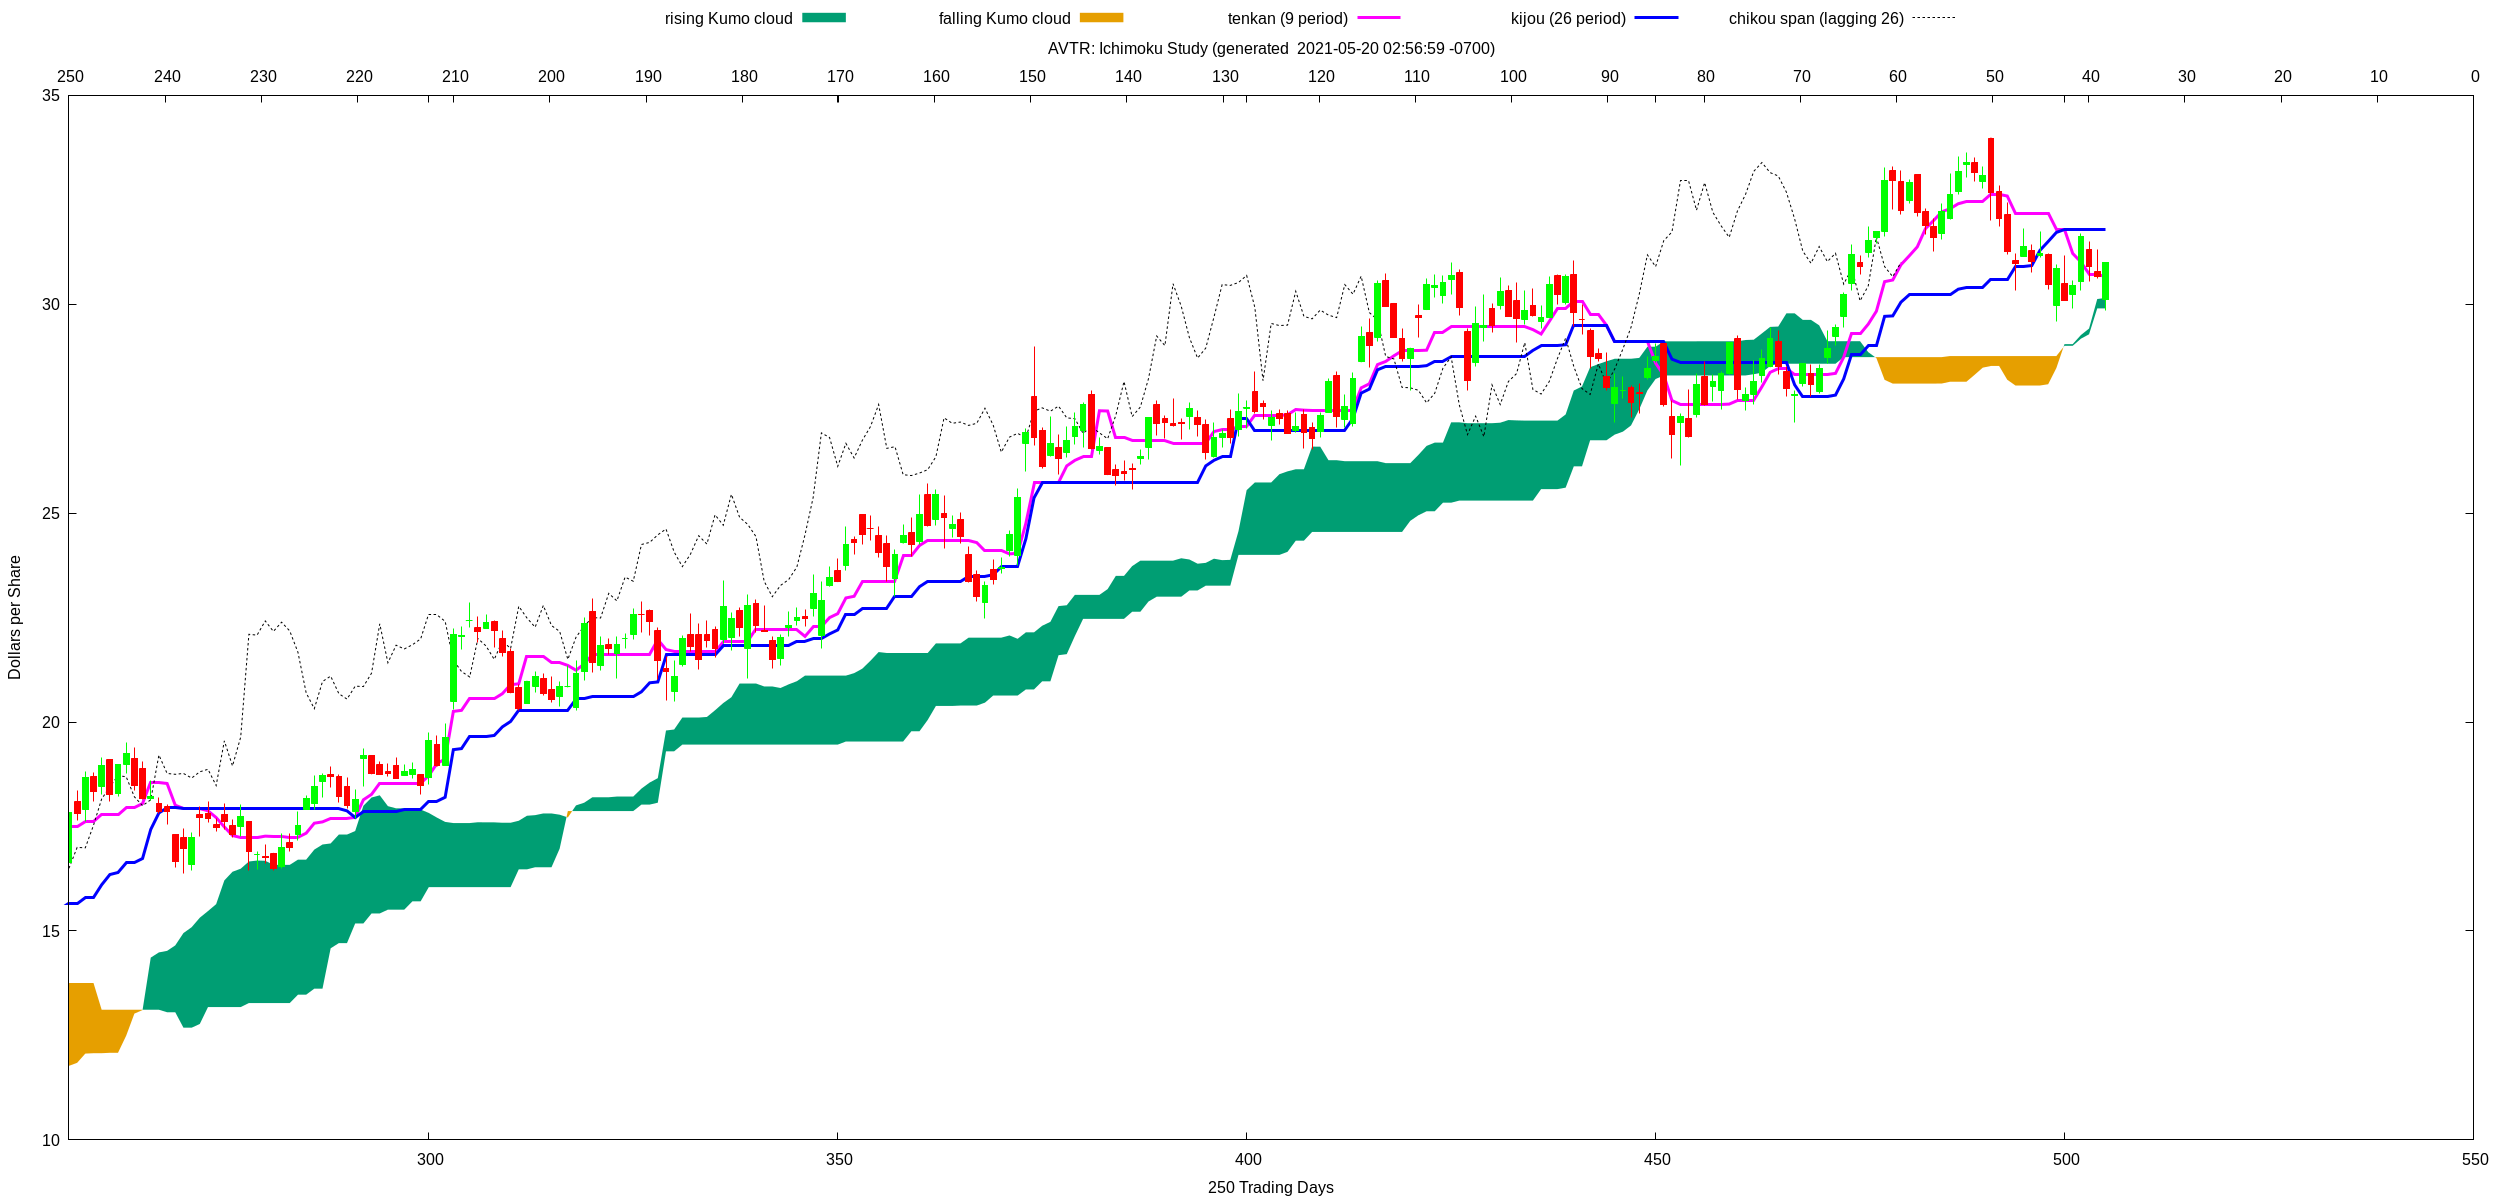 rising Kumo cloud falling Kumo cloud tenkan (9 period) kijou (26 period) chikou span (lagging 26)
AVTR: Ichimoku Study (generated  2021-05-20 02:56:59 -0700)
250 240 230 220 210 200 190 180 170 160 150 140 130 120 110 100 90 80 70 60 50 40 30 20 10 0
35
30
25
20
15
10
Dollars per Share
300 350 400 450 500 550
250 Trading Days